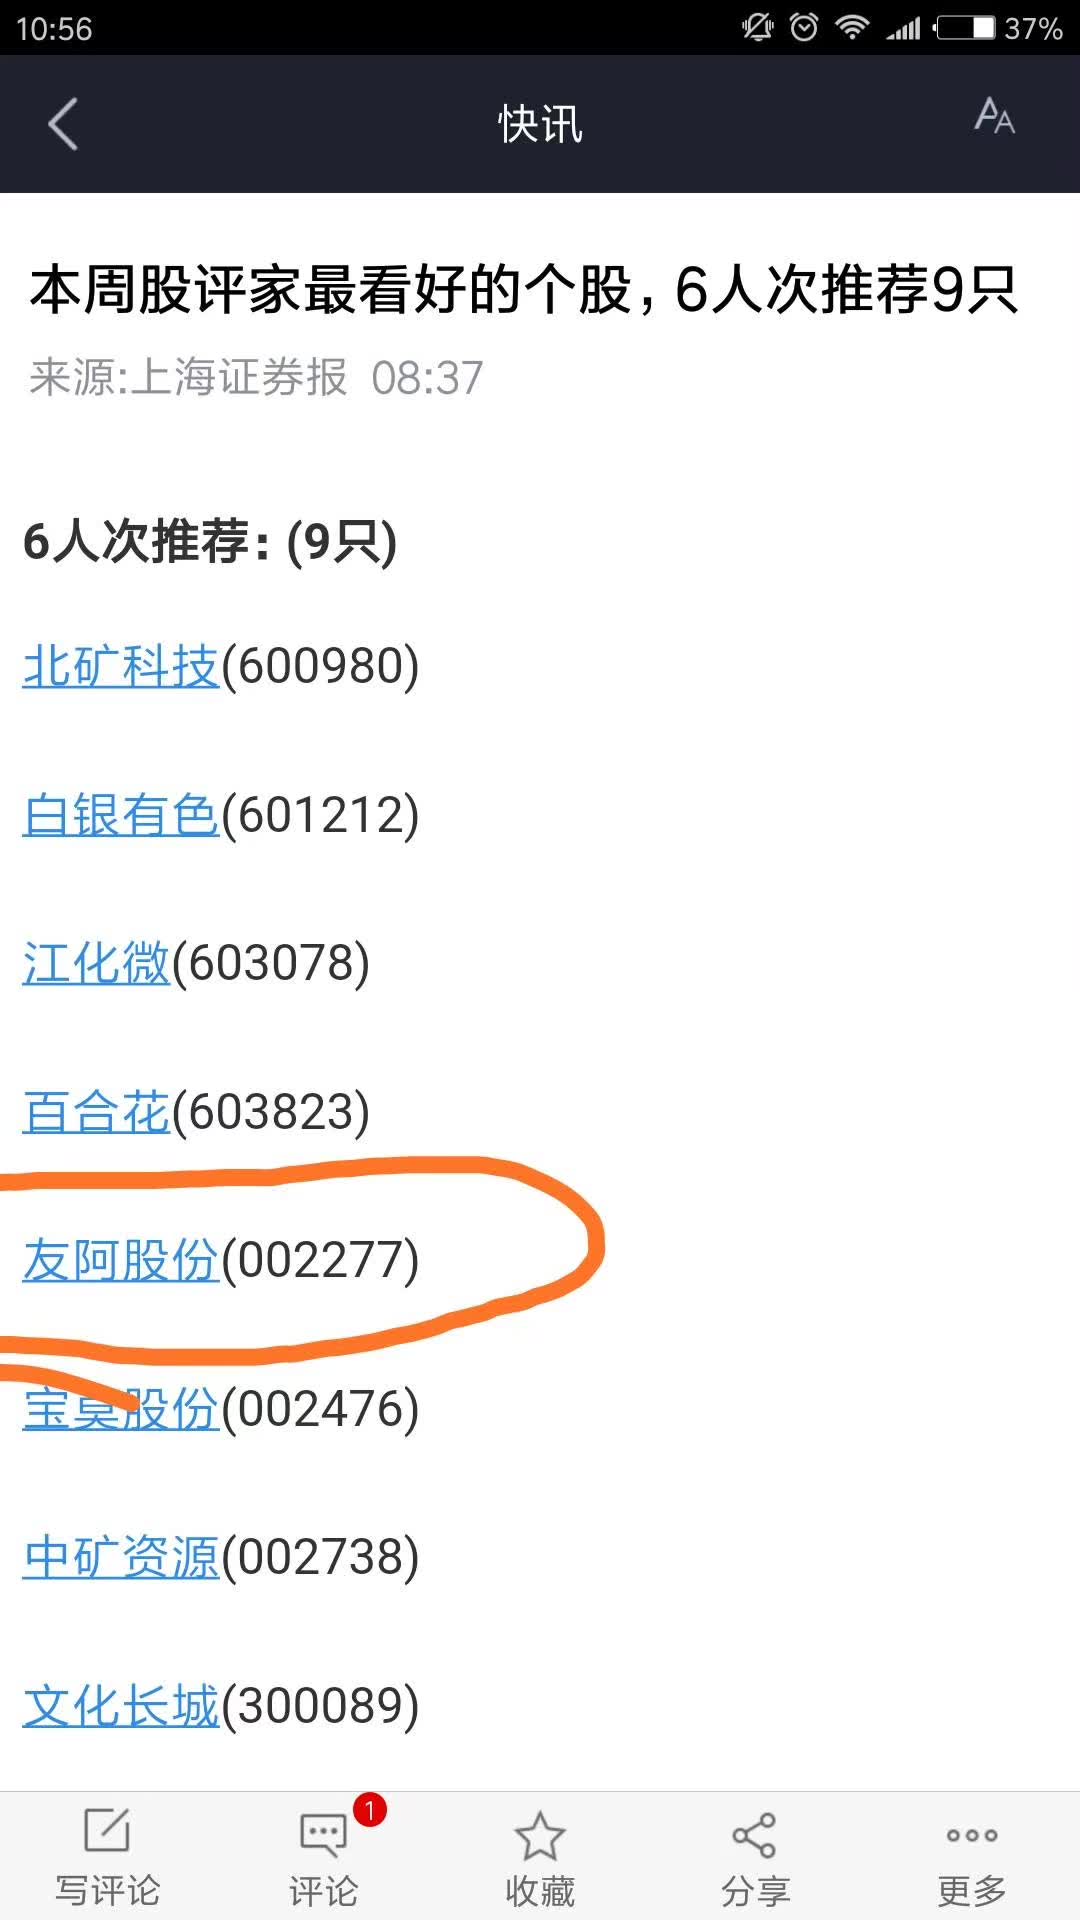 10:56
37%
快讯
AA
本周股评家最看好的个股，6人次推荐9只
来源:上海证券报 08:37
6人次推荐：(9只)
北矿科技(600980)
白银有色(601212)
江化微(603078)
百合花(603823)
友阿股份(002277)
宝莫股份(002476)
中矿资源(002738)
文化长城(300089)
1
写评论
评论
收藏
分享
更多